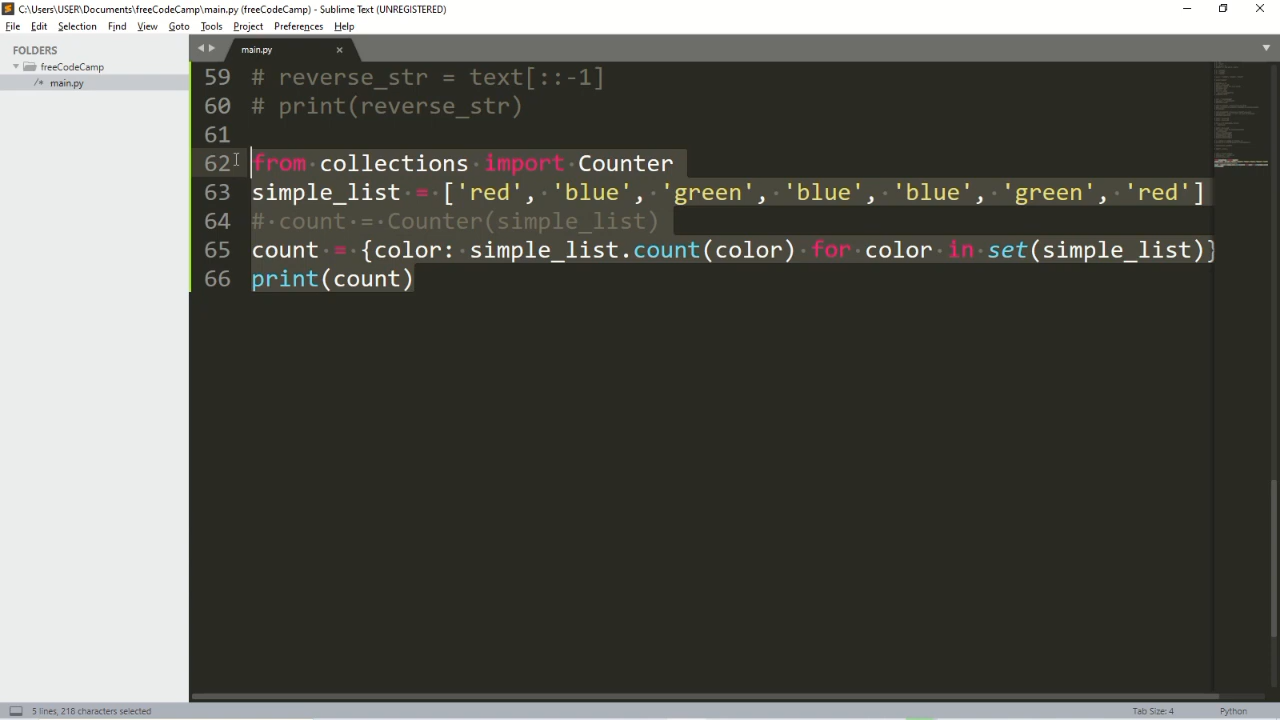 C:\Users\USER\Documents\freeCodeCamp\main.py (freeCodeCamp) - Sublime Text (UNREGISTERED)
File Edit Selection Find View Goto Tools Project Preferences Help
FOLDERS
freeCodeCamp
main.py
main.py
59 # reverse_str = text[::-1]
60 # print(reverse_str)
61
62 from collections import Counter
63 simple_list = ['red', 'blue', 'green', 'blue', 'blue', 'green', 'red']
64 # count = Counter(simple_list)
65 count = {color: simple_list.count(color) for color in set(simple_list)}
66 print(count)
5 lines, 218 characters selected
Tab Size: 4
Python